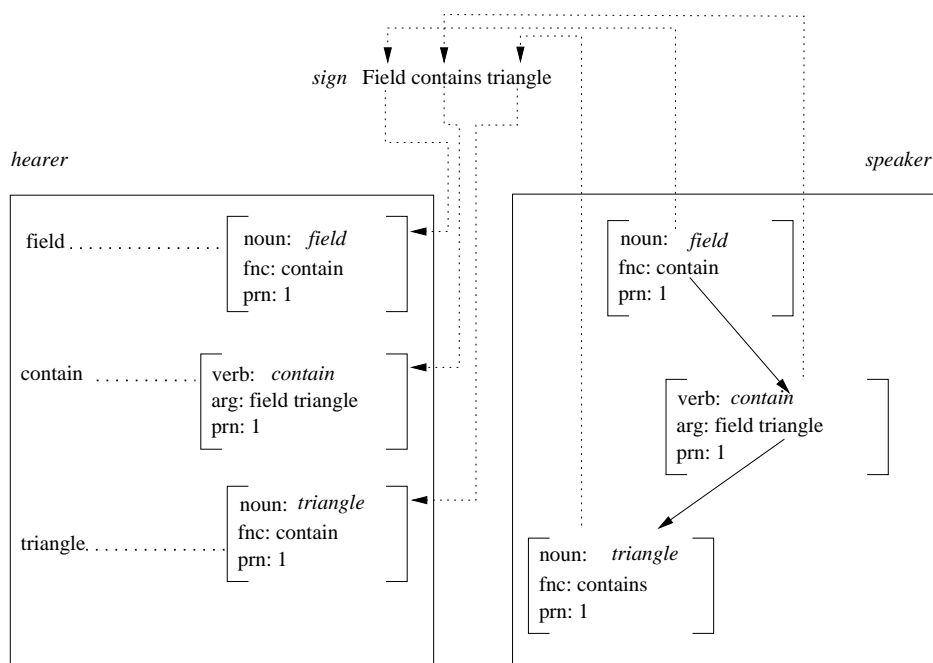 sign Field contains triangle
hearer
speaker
field
noun: field
fnc: contain
prn: 1
contain
verb: contain
arg: field triangle
prn: 1
triangle
noun: triangle
fnc: contain
prn: 1
noun: field
fnc: contain
prn: 1
verb: contain
arg: field triangle
prn: 1
noun: triangle
fnc: contains
prn: 1